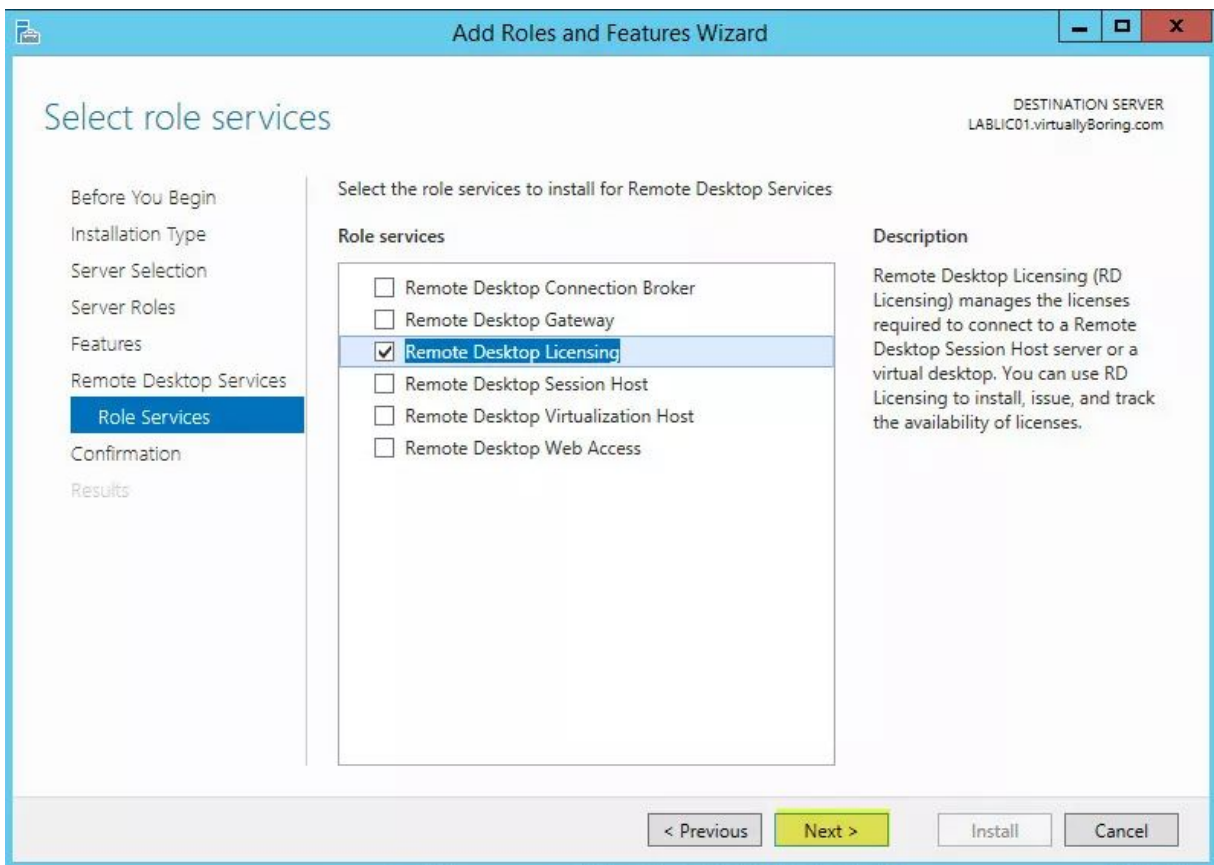 Add Roles and Features Wizard
Select role services
DESTINATION SERVER
LABLIC01.virtuallyBoring.com
Before You Begin
Installation Type
Server Selection
Server Roles
Features
Remote Desktop Services
Role Services
Confirmation
Results
Select the role services to install for Remote Desktop Services
Role services
Remote Desktop Connection Broker
Remote Desktop Gateway
Remote Desktop Licensing
Remote Desktop Session Host
Remote Desktop Virtualization Host
Remote Desktop Web Access
Description
Remote Desktop Licensing (RD
Licensing) manages the licenses
required to connect to a Remote
Desktop Session Host server or a
virtual desktop. You can use RD
Licensing to install, issue, and track
the availability of licenses.
< Previous
Next >
Install
Cancel